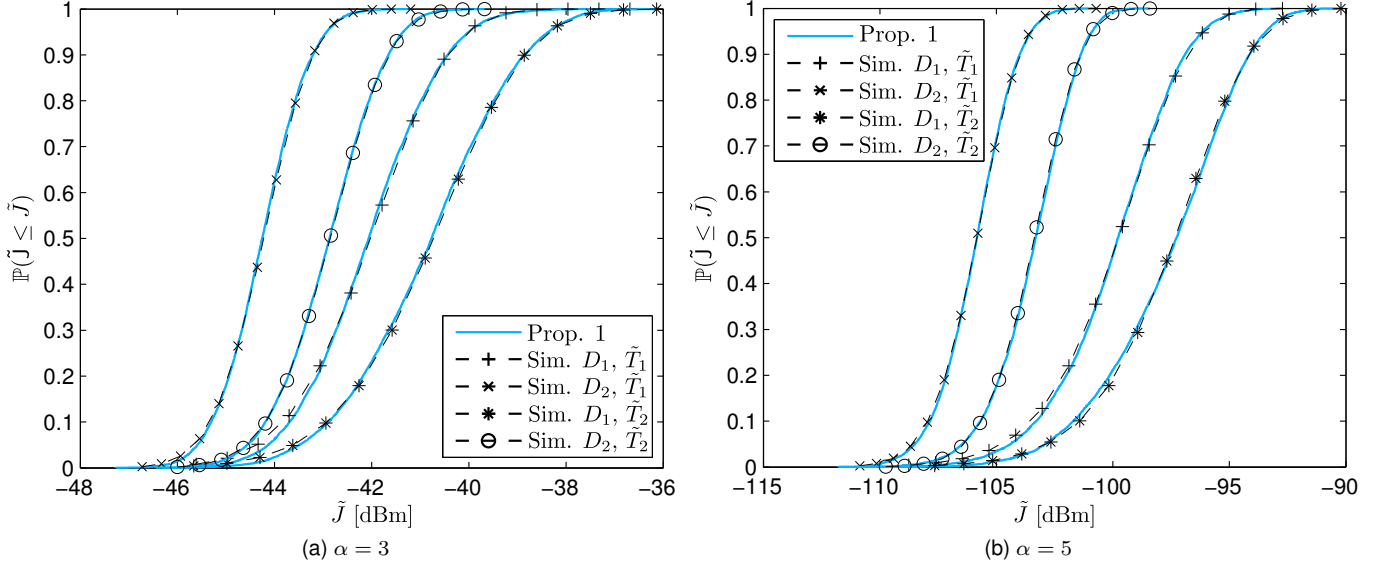 1
0.9
0.8
0.7
0.6
0.5
0.4
0.3
0.2
0.1
0
ℙ(J̃ ≤ J̃)
Prop. 1
Sim. D₁, T̃₁
Sim. D₂, T̃₁
Sim. D₁, T̃₂
Sim. D₂, T̃₂
−48 −46 −44 −42 −40 −38 −36
J̃ [dBm]
(a) α = 3
1
0.9
0.8
0.7
0.6
0.5
0.4
0.3
0.2
0.1
0
ℙ(J̃ ≤ J̃)
Prop. 1
Sim. D₁, T̃₁
Sim. D₂, T̃₁
Sim. D₁, T̃₂
Sim. D₂, T̃₂
−115 −110 −105 −100 −95 −90
J̃ [dBm]
(b) α = 5